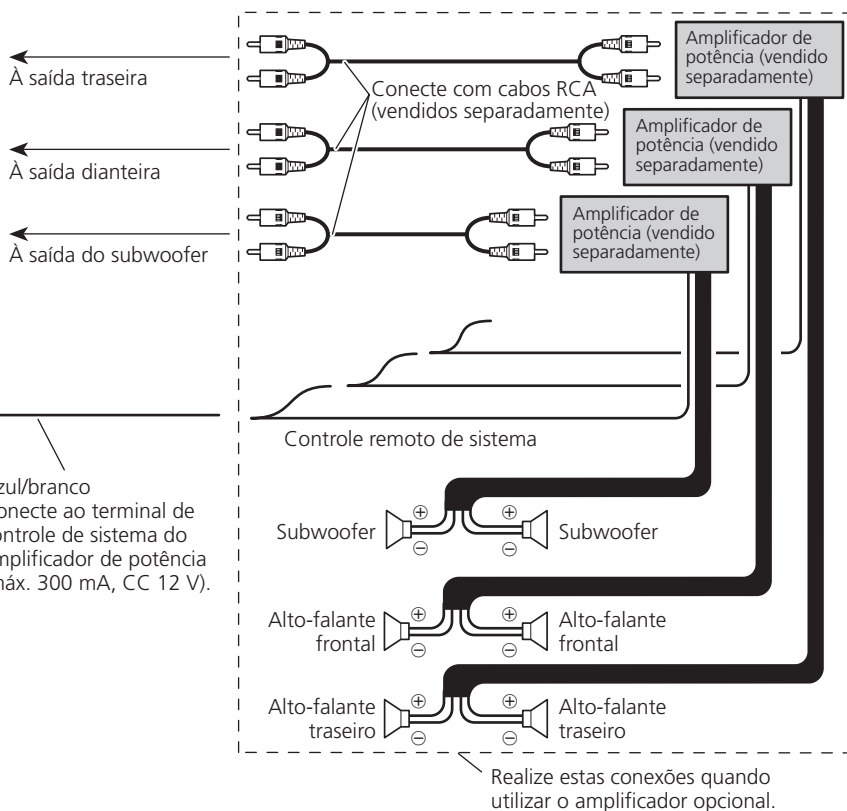 À saída traseira
À saída dianteira
À saída do subwoofer
Conecte com cabos RCA
(vendidos separadamente)
Amplificador de
potência (vendido
separadamente)
Amplificador de
potência (vendido
separadamente)
Amplificador de
potência (vendido
separadamente)
Controle remoto de sistema
zul/branco
onecte ao terminal de
ontrole de sistema do
mplificador de potência
máx. 300 mA, CC 12 V).
Subwoofer
⊕
⊖
⊕
⊖
Subwoofer
Alto-falante
frontal
⊕
⊖
⊕
⊖
Alto-falante
frontal
Alto-falante
traseiro
⊕
⊖
⊕
⊖
Alto-falante
traseiro
Realize estas conexões quando
utilizar o amplificador opcional.